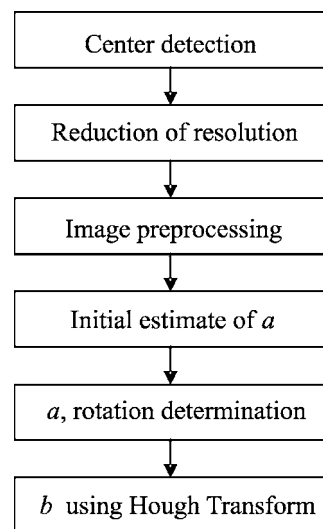 Center detection
Reduction of resolution
Image preprocessing
Initial estimate of a
a, rotation determination
b using Hough Transform